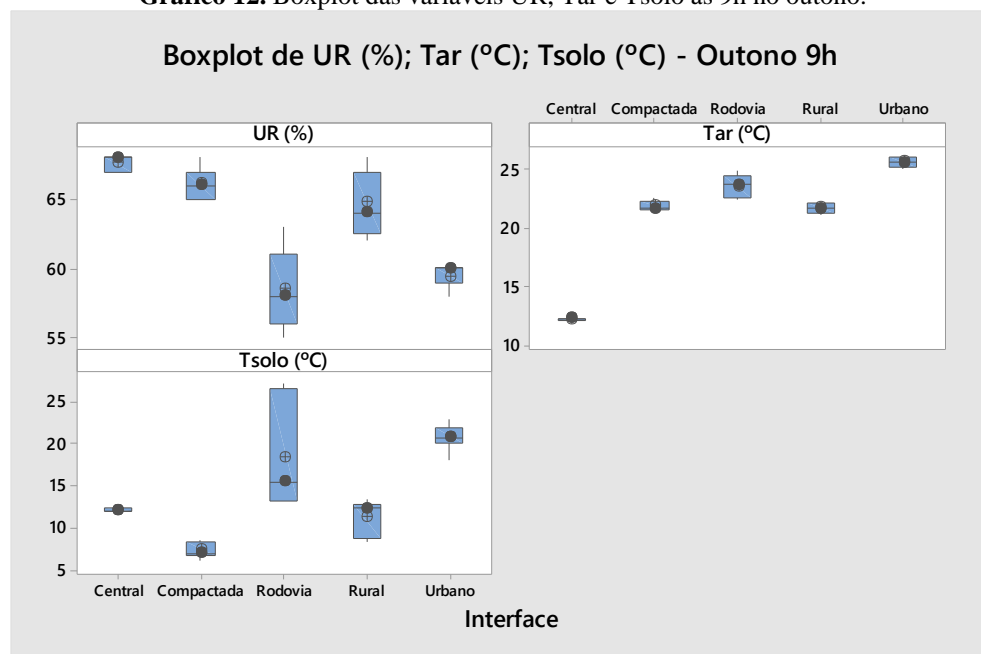 Gráfico 12. Boxplot das variáveis UR, Tar e Tsolo às 9h no outono.
Boxplot de UR (%); Tar (ºC); Tsolo (ºC) - Outono 9h
Central Compactada Rodovia Rural Urbano
UR (%)
Tar (ºC)
65
60
55
25
20
15
10
Tsolo (ºC)
25
20
15
10
5
Central Compactada Rodovia Rural Urbano
Interface